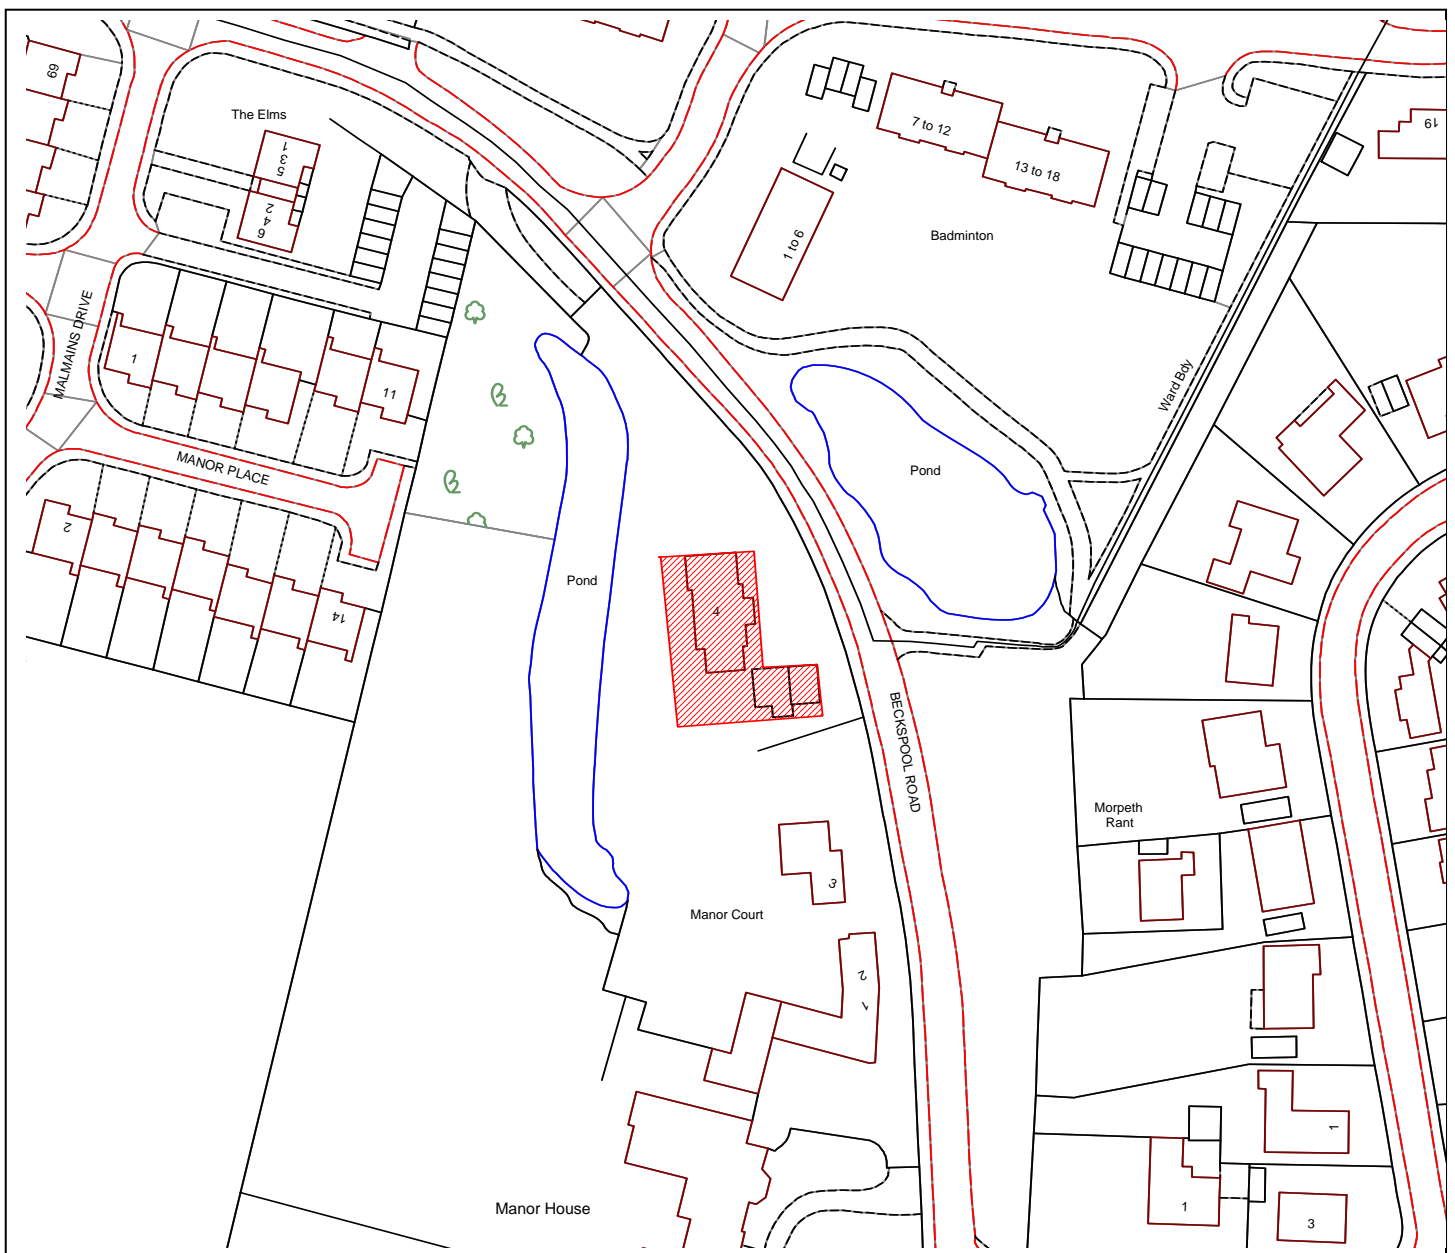 69
The Elms
1
3
5
2
4
6
7 to 12
13 to 18
19
1 to 6
Badminton
MALMAINS DRIVE
1
11
Ward Bdy
MANOR PLACE
Pond
2
Pond
4
14
BECKSPOOL ROAD
Morpeth
Rant
3
Manor Court
2
1
1
Manor House
1
3